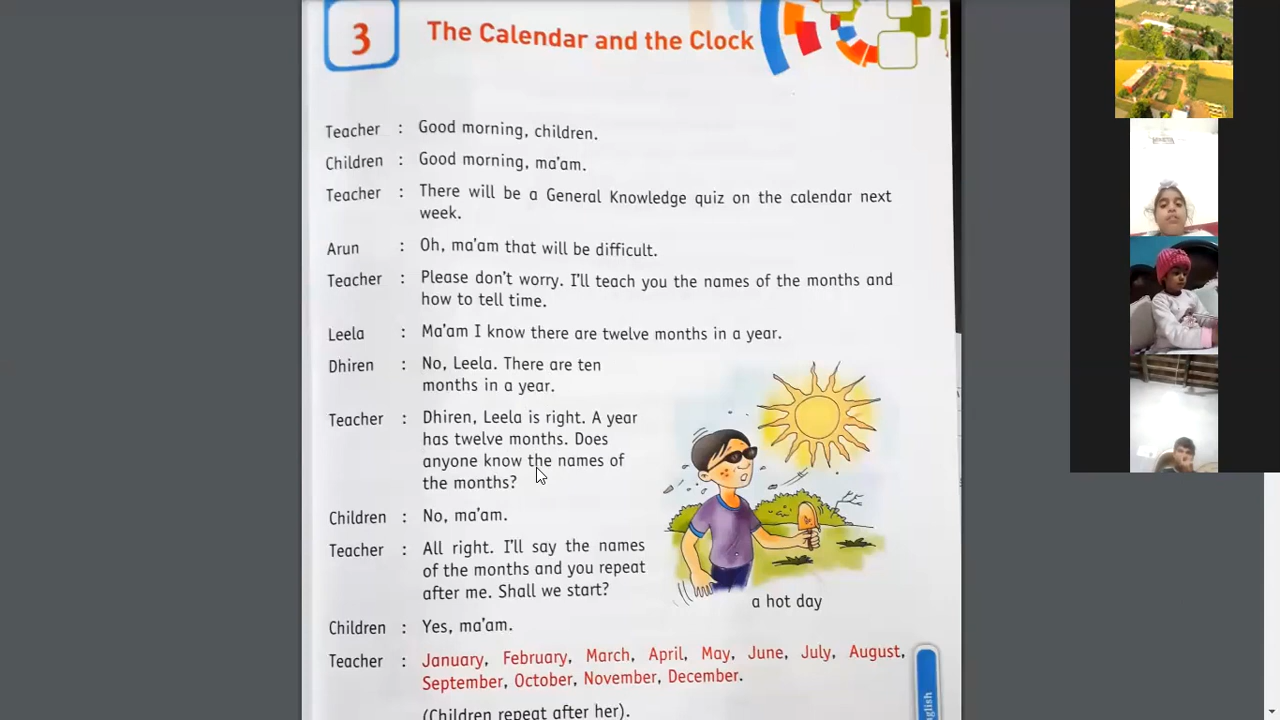 3
The Calendar and the Clock
Teacher : Good morning, children.
Children : Good morning, ma'am.
Teacher : There will be a General Knowledge quiz on the calendar next
week.
Arun : Oh, ma'am that will be difficult.
Teacher : Please don't worry. I'll teach you the names of the months and
how to tell time.
Leela : Ma'am I know there are twelve months in a year.
Dhiren : No, Leela. There are ten
months in a year.
Teacher : Dhiren, Leela is right. A year
has twelve months. Does
anyone know the names of
the months?
Children : No, ma'am.
Teacher : All right. I'll say the names
of the months and you repeat
after me. Shall we start?
a hot day
Children : Yes, ma'am.
Teacher : January, February, March, April, May, June, July, August,
September, October, November, December.
(Children repeat after her).